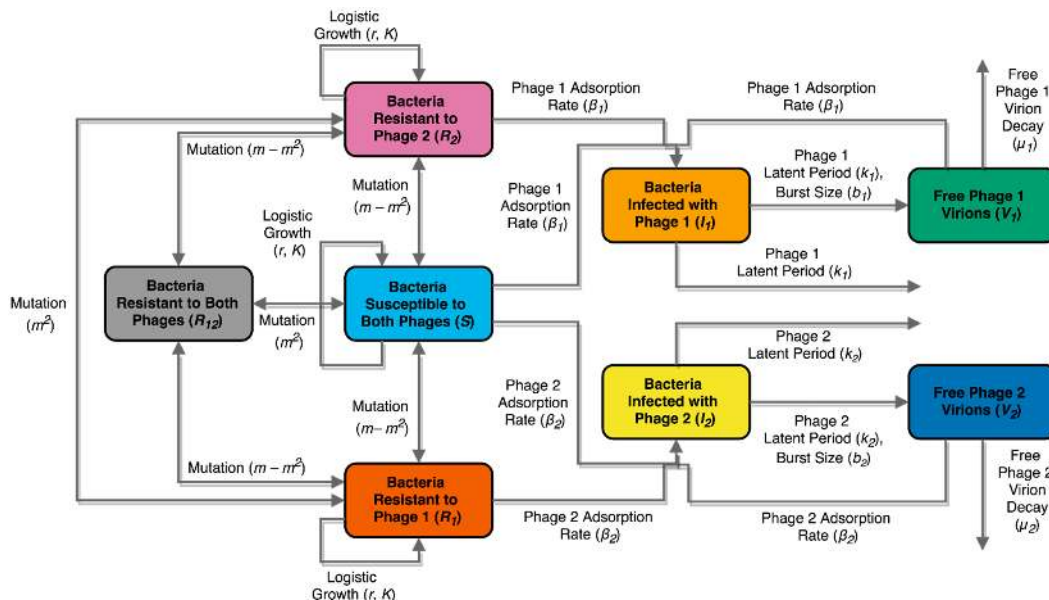 Logistic
Growth (r, K)
Bacteria
Resistant to
Phage 2 (R2)
Phage 1 Adsorption
Rate (β1)
Phage 1 Adsorption
Rate (β1)
Free
Phage 1
Virion
Decay
(μ1)
Mutation (m – m²)
Mutation
(m – m²)
Phage 1
Adsorption
Rate (β1)
Bacteria
Infected with
Phage 1 (I1)
Phage 1
Latent Period (k1),
Burst Size (b1)
Free Phage 1
Virions (V1)
Logistic
Growth
(r, K)
Phage 1
Latent Period (k1)
Mutation
(m²)
Bacteria
Resistant to Both
Phages (R12)
Mutation
(m²)
Bacteria
Susceptible to
Both Phages (S)
Phage 2
Latent Period (k2)
Phage 2
Adsorption
Rate (β2)
Bacteria
Infected with
Phage 2 (I2)
Free Phage 2
Virions (V2)
Mutation
(m– m²)
Phage 2
Latent Period (k2),
Burst Size (b2)
Mutation (m – m²)
Bacteria
Resistant to
Phage 1 (R1)
Phage 2 Adsorption
Rate (β2)
Phage 2 Adsorption
Rate (β2)
Free
Phage 2
Virion
Decay
(μ2)
Logistic
Growth (r, K)